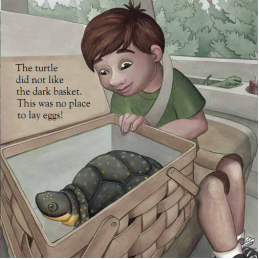 The turtle
did not like
the dark basket.
This was no place
to lay eggs!